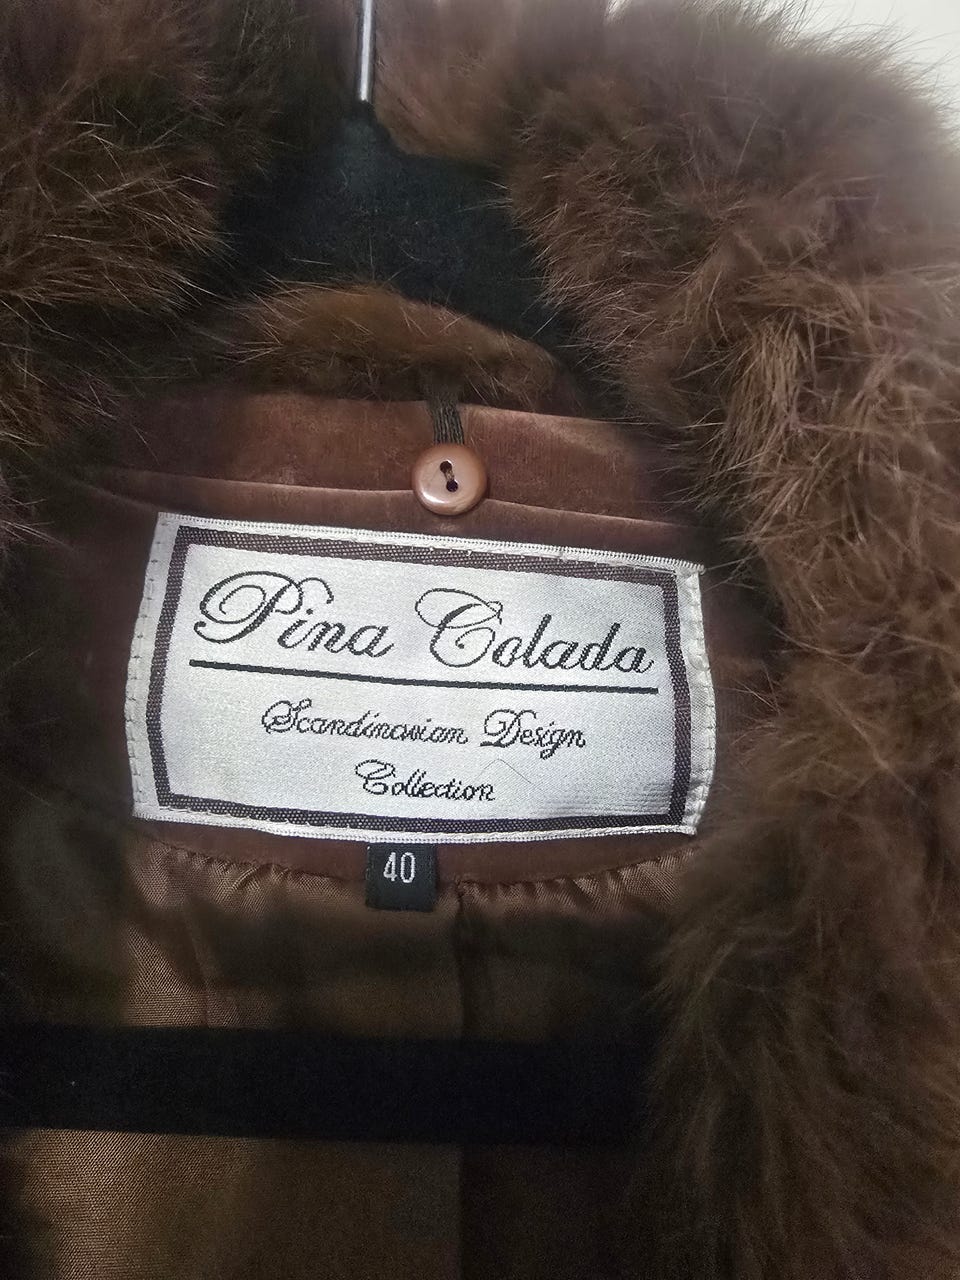 Pina Colada
Scandinavian Design
Collection
40